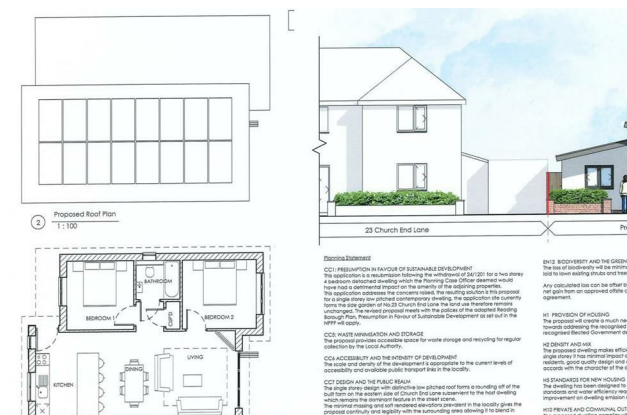 2
Proposed Roof Plan
1 : 100
BATHROOM
BEDROOM 1
BEDROOM 2
LIVING
DINING
KITCHEN
23 Church End Lane
Pr
Planning Statement
CC1: PRESUMPTION IN FAVOUR OF SUSTAINABLE DEVELOPMENT
This application is a resubmission following the withdrawal of 24/1201 for a two storey
4 bedroom detached dwelling which the Planning Case Officer deemed would
have had a detrimental impact on the amenity of the adjoining properties.
This application addresses the concerns raised, the resulting solution is this proposal
for a single storey low pitched contemporary dwelling, the application site currently
forms the side garden of No.23 Church End Lane the land use therefore remains
unchanged. The revised proposal meets with the policies of the adopted Reading
Borough Plan, Presumption in Favour of Sustainable Development as set out in the
NPPF will apply.
CC5: WASTE MINIMISATION AND STORAGE
The proposal provides accessible space for waste storage and recycling for regular
collection by the Local Authority.
CC6 ACCESSIBILITY AND THE INTENSITY OF DEVELOPMENT
The scale and density of the development is appropriate to the current levels of
accessibility and available public transport links in the locality.
CC7 DESIGN AND THE PUBLIC REALM
The single storey design with distinctive low pitched roof forms a rounding off of the
built form on the eastern side of Church End Lane subservient to the host dwelling
which remains the dominant feature in the street scene.
The minimal massing and soft rendered elevations prevalent in the locality gives the
proposal continuity and legibility with the surrounding area allowing it to blend in
EN12 BIODIVERSITY AND THE GREEN
The loss of biodiversity will be minim
laid to lawn existing shrubs and tree
Any calculated loss can be offset b
net gain from an approved offsite
agreement.
H1 PROVISION OF HOUSING
The proposal will create a much nee
towards addressing the recognised
recognised Elected Government de
H2 DENSITY AND MIX
The proposed dwelling makes effici
single storey it has minimal impact
residents, good quality design and
accords with the character of the s
H5 STANDARDS FOR NEW HOUSING
The dwelling has been designed to
standards and water efficiency req
improvement on dwelling emission
H10 PRIVATE AND COMMUNAL OUT